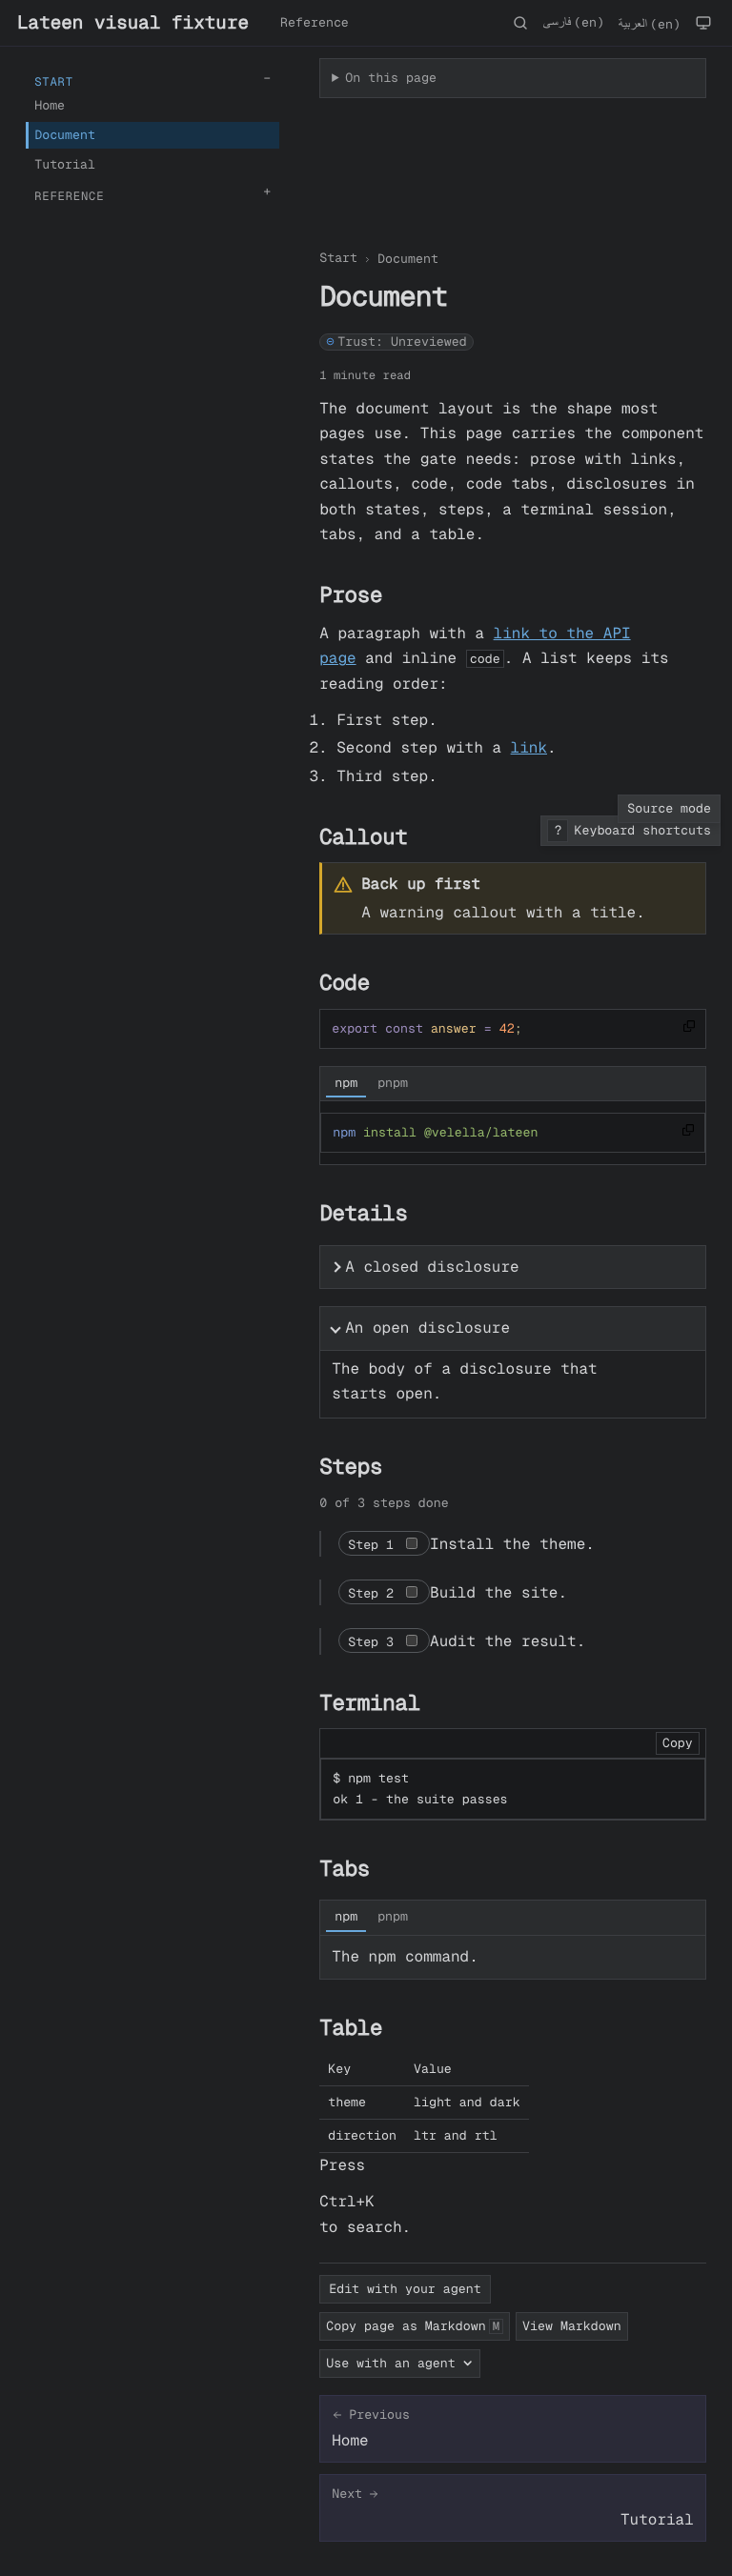 Lateen visual fixture
Reference
فارسی (en)
العربية (en)
START
−
Home
Document
Tutorial
REFERENCE
+
▶ On this page
Start › Document
Document
⊖ Trust: Unreviewed
1 minute read
The document layout is the shape most
pages use. This page carries the component
states the gate needs: prose with links,
callouts, code, code tabs, disclosures in
both states, steps, a terminal session,
tabs, and a table.
Prose
A paragraph with a link to the API
page and inline code. A list keeps its
reading order:
1. First step.
2. Second step with a link.
3. Third step.
Source mode
? Keyboard shortcuts
Callout
Back up first
A warning callout with a title.
Code
export const answer = 42;
npm pnpm
npm install @velella/lateen
Details
A closed disclosure
An open disclosure
The body of a disclosure that
starts open.
Steps
0 of 3 steps done
Step 1 Install the theme.
Step 2 Build the site.
Step 3 Audit the result.
Terminal
Copy
$ npm test
ok 1 - the suite passes
Tabs
npm pnpm
The npm command.
Table
Key Value
theme light and dark
direction ltr and rtl
Press
Ctrl+K
to search.
Edit with your agent
Copy page as Markdown M View Markdown
Use with an agent
← Previous
Home
Next →
Tutorial